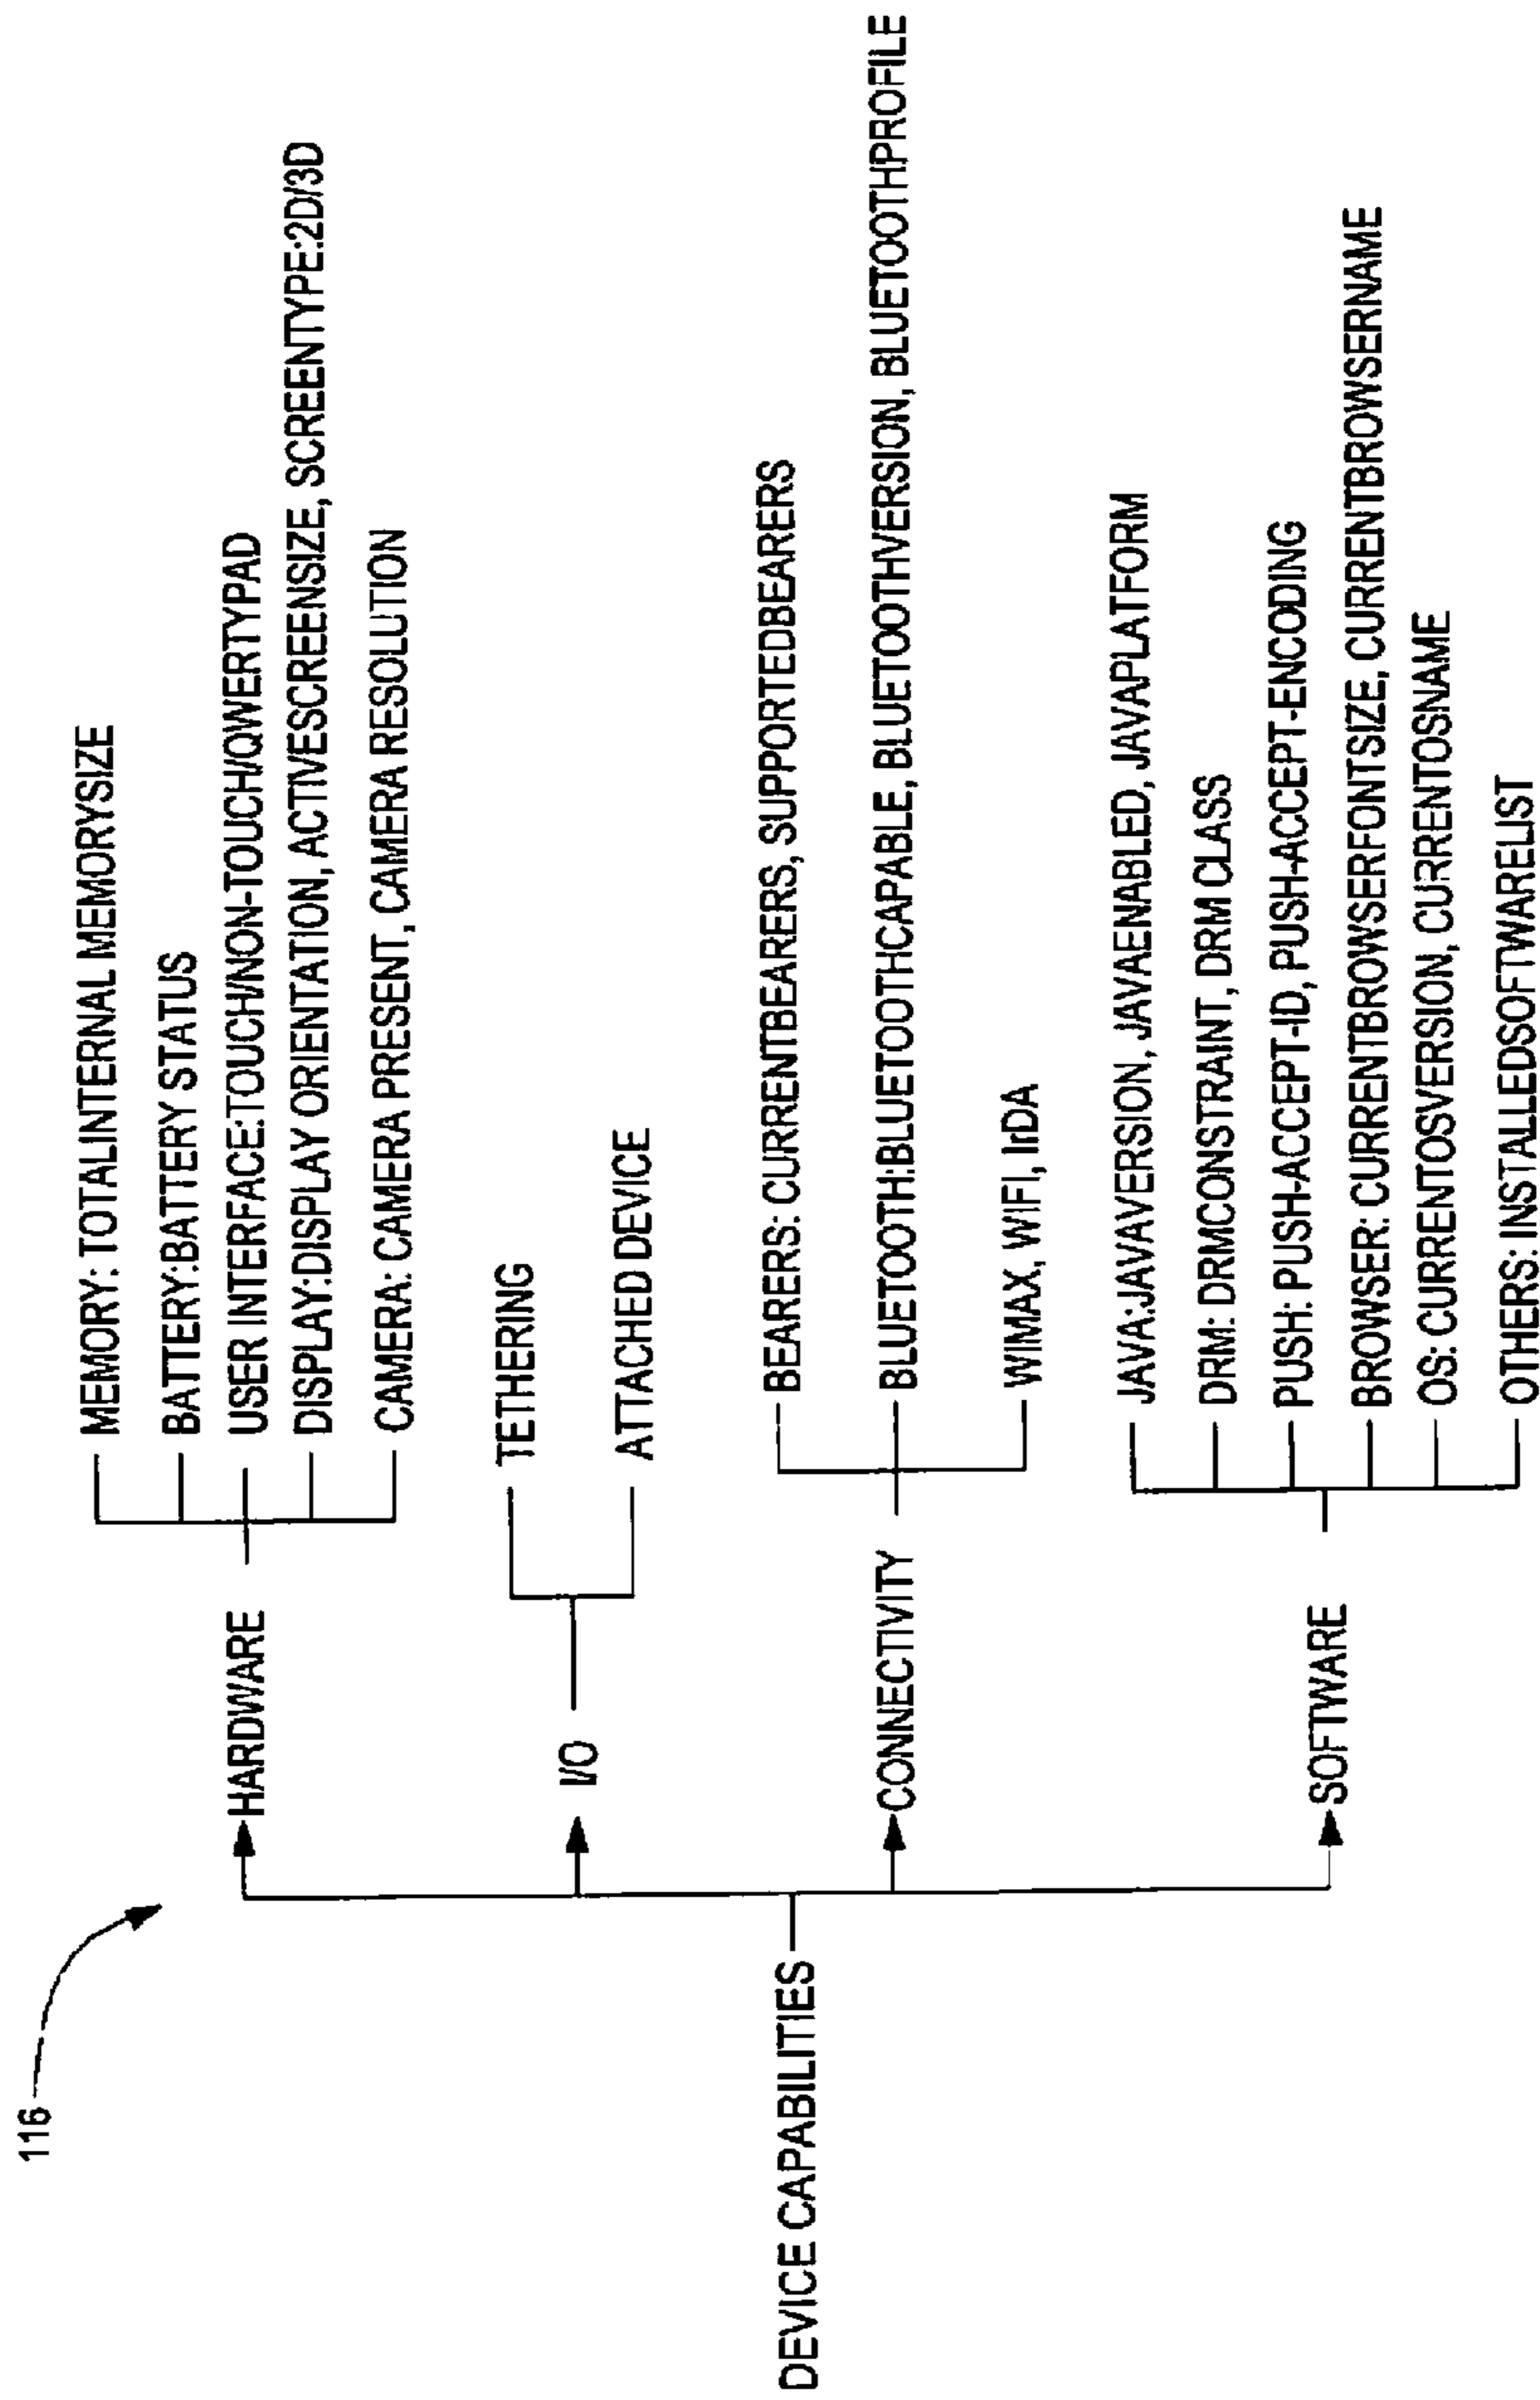 116
DEVICE CAPABILITIES
HARDWARE
MEMORY: TOTALINTERNALMEMORYSIZE
BATTERY:BATTERY STATUS
USER INTERFACE:TOUCH/NON-TOUCH/QWERTYPAD
DISPLAY:DISPLAY ORIENTATION, ACTIVESCREENSIZE, SCREENTYPE:2D/3D
CAMERA: CAMERA PRESENT, CAMERA RESOLUTION
I/O
TETHERING
ATTACHED DEVICE
CONNECTIVITY
BEARERS: CURRENTBEARERS, SUPPORTEDBEARERS
BLUETOOTH:BLUETOOTHCAPABLE, BLUETOOTHVERSION, BLUETOOTHPROFILE
WIMAX, WIFI, IrDA
SOFTWARE
JAVA:JAVAVERSION, JAVAENABLED, JAVAPLATFORM
DRM: DRMCONSTRAINT, DRM CLASS
PUSH: PUSH-ACCEPT-ID, PUSH-ACCEPT-ENCODING
BROWSER: CURRENTBROWSERFONTSIZE, CURRENTBROWSERNAME
OS: CURRENTOSVERSION, CURRENTOSNAME
OTHERS: INSTALLEDSOFTWARELIST